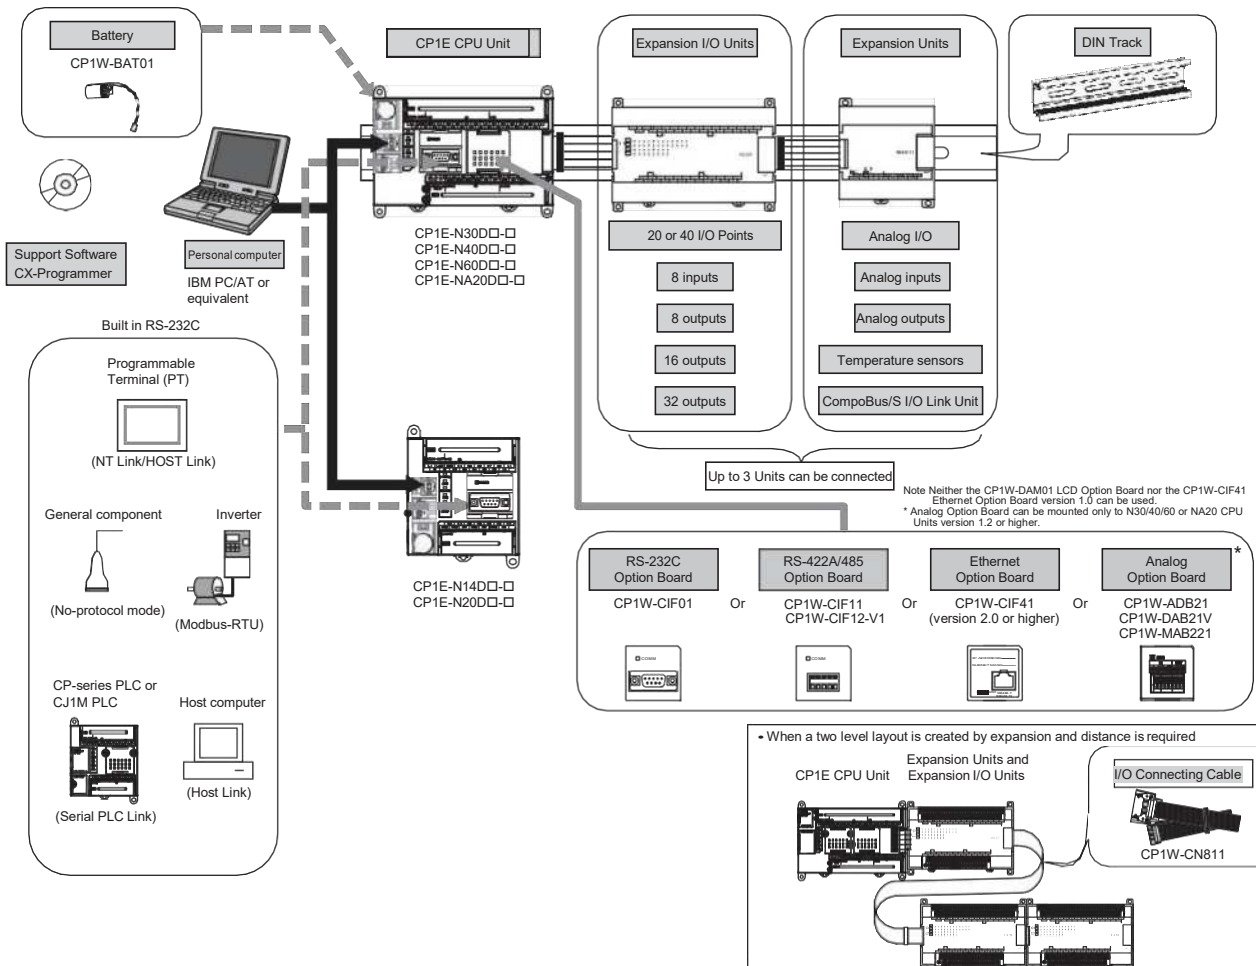 Battery
CP1W-BAT01
CP1E CPU Unit
Expansion I/O Units
Expansion Units
DIN Track
Support Software
CX-Programmer
Personal computer
IBM PC/AT or
equivalent
CP1E-N30D□-□
CP1E-N40D□-□
CP1E-N60D□-□
CP1E-NA20D□-□
20 or 40 I/O Points
8 inputs
8 outputs
16 outputs
32 outputs
Analog I/O
Analog inputs
Analog outputs
Temperature sensors
CompoBus/S I/O Link Unit
Up to 3 Units can be connected
Built in RS-232C
Programmable
Terminal (PT)
(NT Link/HOST Link)
General component
(No-protocol mode)
Inverter
(Modbus-RTU)
CP-series PLC or
CJ1M PLC
(Serial PLC Link)
Host computer
(Host Link)
CP1E-N14D□-□
CP1E-N20D□-□
Note Neither the CP1W-DAM01 LCD Option Board nor the CP1W-CIF41
Ethernet Option Board version 1.0 can be used.
* Analog Option Board can be mounted only to N30/40/60 or NA20 CPU
Units version 1.2 or higher.
RS-232C
Option Board
CP1W-CIF01
COMM
Or
RS-422A/485
Option Board
CP1W-CIF11
CP1W-CIF12-V1
COMM
Or
Ethernet
Option Board
CP1W-CIF41
(version 2.0 or higher)
Or
Analog
Option Board
*
CP1W-ADB21
CP1W-DAB21V
CP1W-MAB221
• When a two level layout is created by expansion and distance is required
CP1E CPU Unit
Expansion Units and
Expansion I/O Units
I/O Connecting Cable
CP1W-CN811